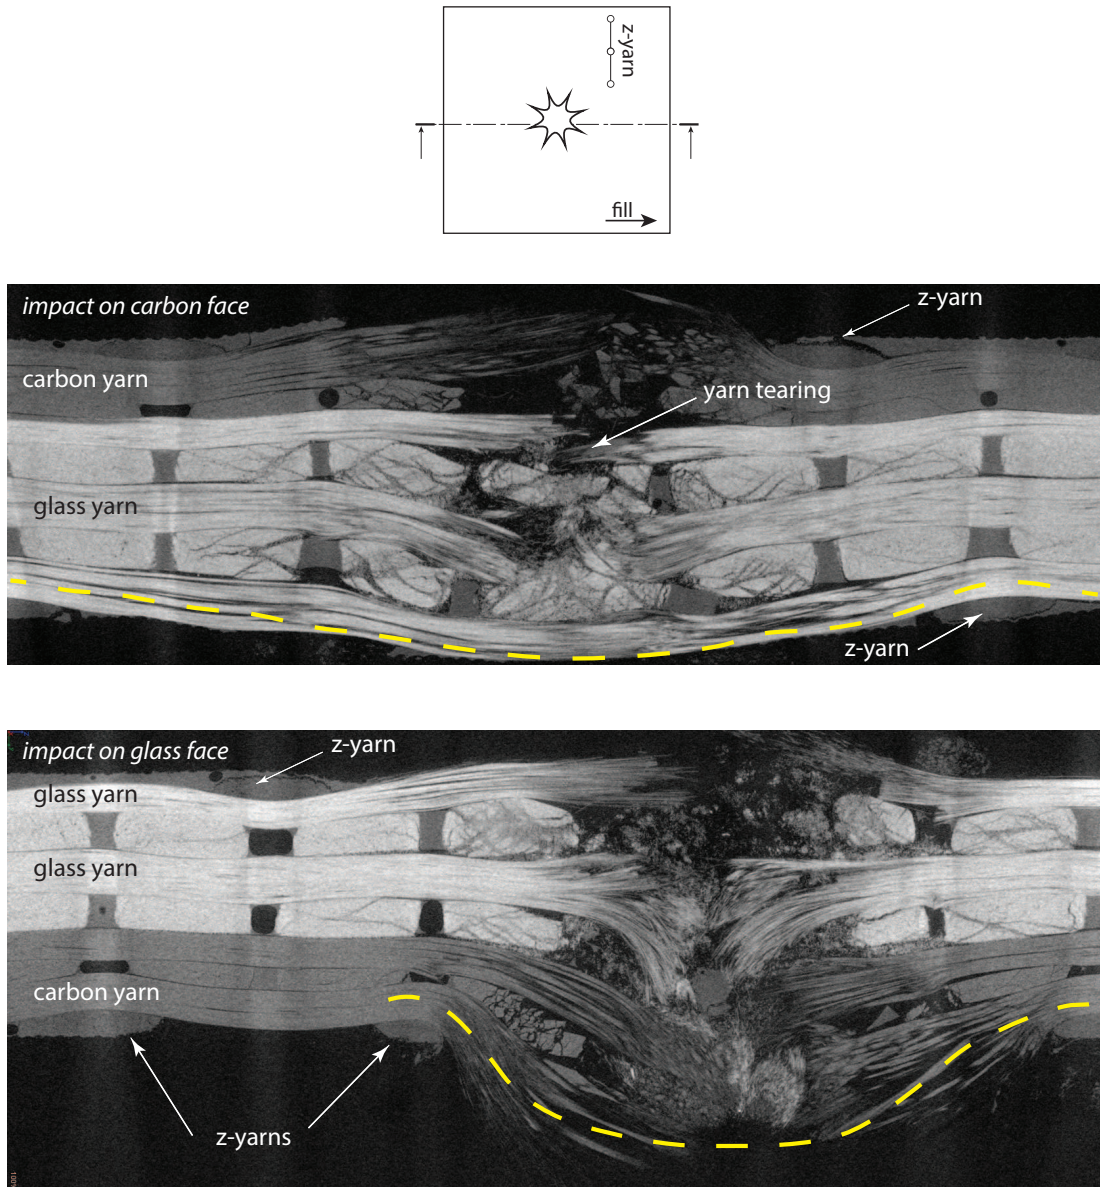 z-yarn
fill
impact on carbon face
z-yarn
carbon yarn
yarn tearing
glass yarn
z-yarn
impact on glass face
z-yarn
glass yarn
glass yarn
carbon yarn
z-yarns